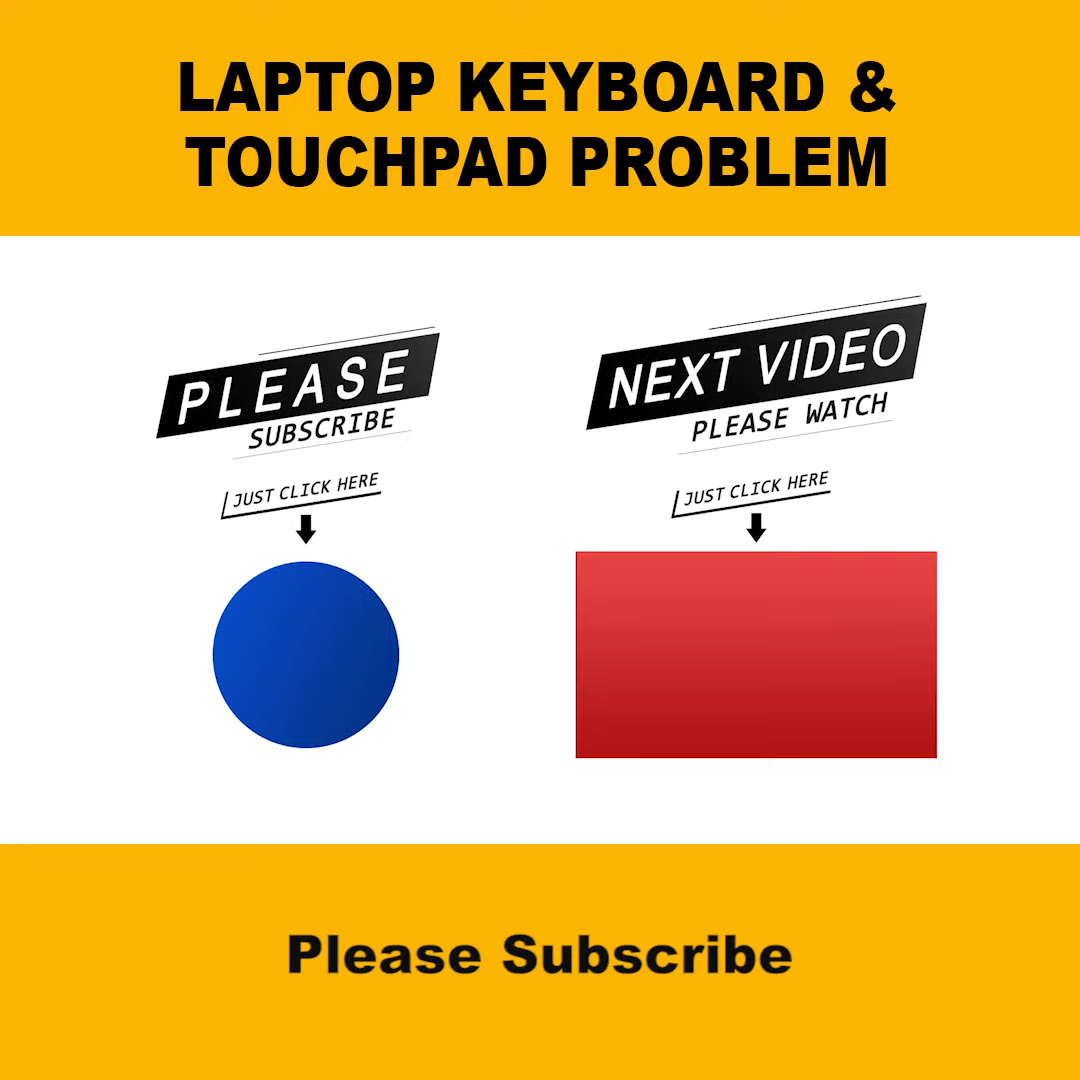 LAPTOP KEYBOARD &
TOUCHPAD PROBLEM
PLEASE
SUBSCRIBE
JUST CLICK HERE
NEXT VIDEO
PLEASE WATCH
JUST CLICK HERE
Please Subscribe